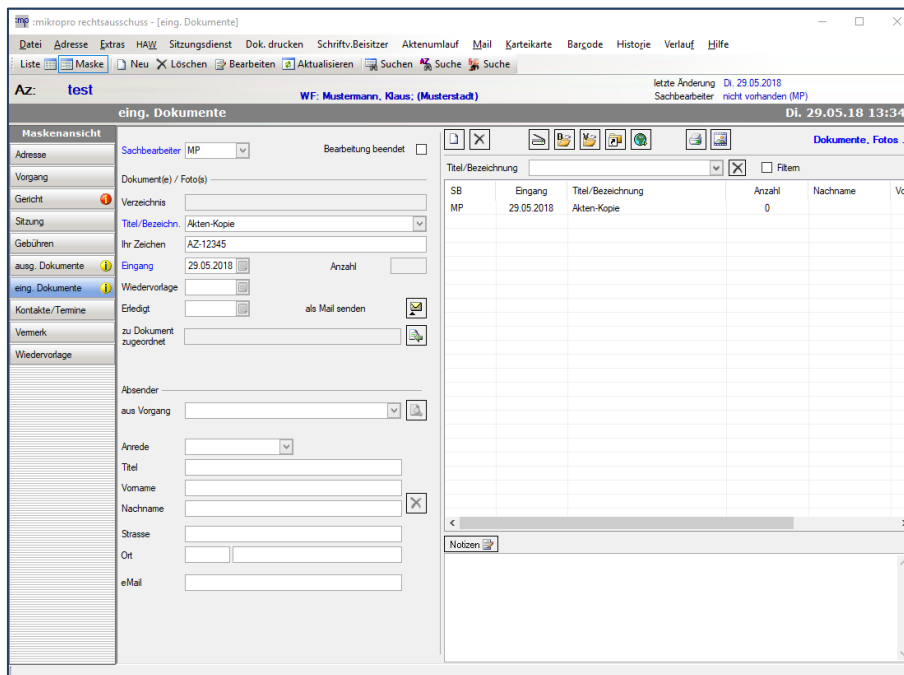 :mp :mikropro rechtsausschuss - [eing. Dokumente]
Datei Adresse Extras HAW Sitzungsdienst Dok. drucken Schriftv.Beisitzer Aktenumlauf Mail Karteikarte Barcode Historie Verlauf Hilfe
Liste Maske Neu Löschen Bearbeiten Aktualisieren Suchen Suche Suche
Az: test
WF: Mustermann, Klaus; (Musterstadt)
letzte Änderung Di. 29.05.2018
Sachbearbeiter nicht vorhanden (MP)
eing. Dokumente Di. 29.05.18 13:34
Maskenansicht
Adresse
Vorgang
Gericht
Sitzung
Gebühren
ausg. Dokumente
eing. Dokumente
Kontakte/Termine
Vermerk
Wiedervorlage
Sachbearbeiter MP Bearbeitung beendet
Dokument(e) / Foto(s)
Verzeichnis
Titel/Bezeichn. Akten-Kopie
Ihr Zeichen AZ-12345
Eingang 29.05.2018 Anzahl
Wiedervorlage
Erledigt als Mail senden
zu Dokument
zugeordnet
Absender
aus Vorgang
Anrede
Titel
Vorname
Nachname
Strasse
Ort
eMail
Dokumente, Fotos
Titel/Bezeichnung Filtern
SB Eingang Titel/Bezeichnung Anzahl Nachname Vo
MP 29.05.2018 Akten-Kopie 0
Notizen